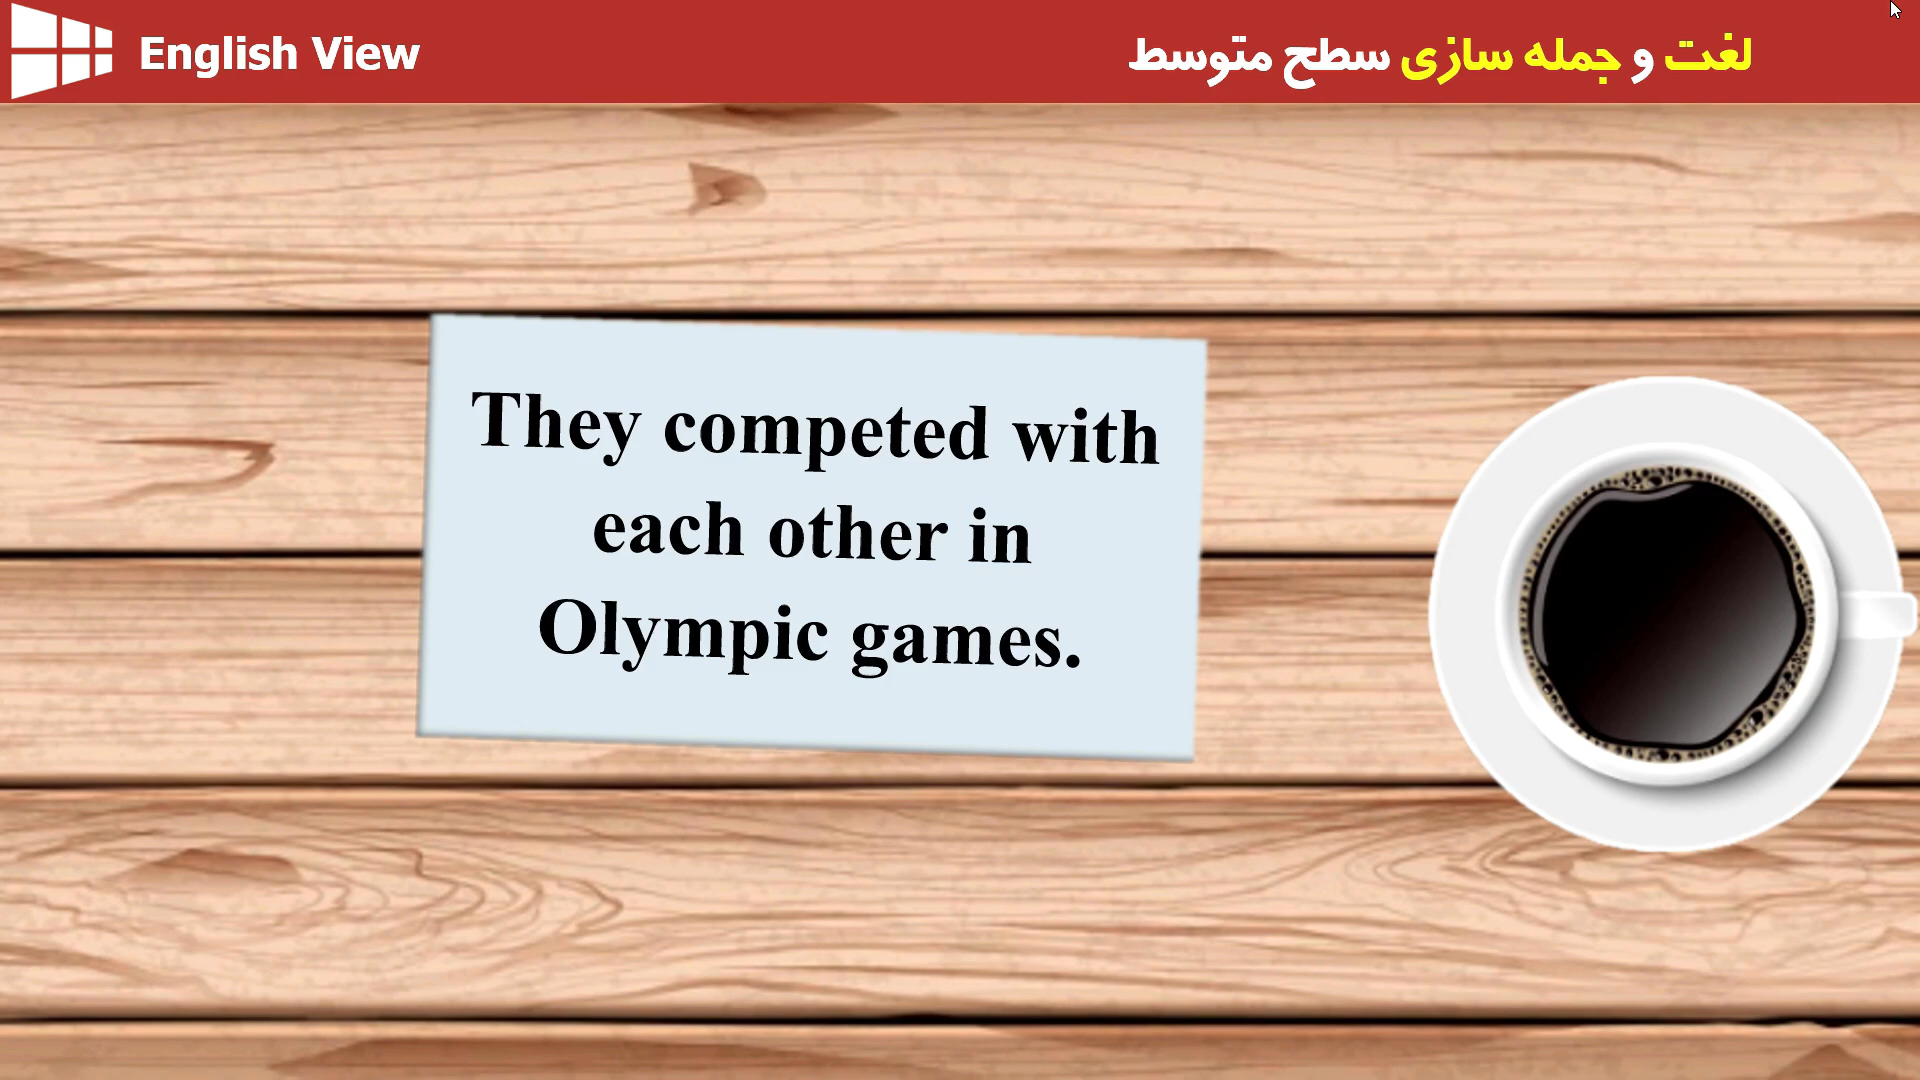 English View
لغت و جمله سازی سطح متوسط
They competed with
each other in
Olympic games.